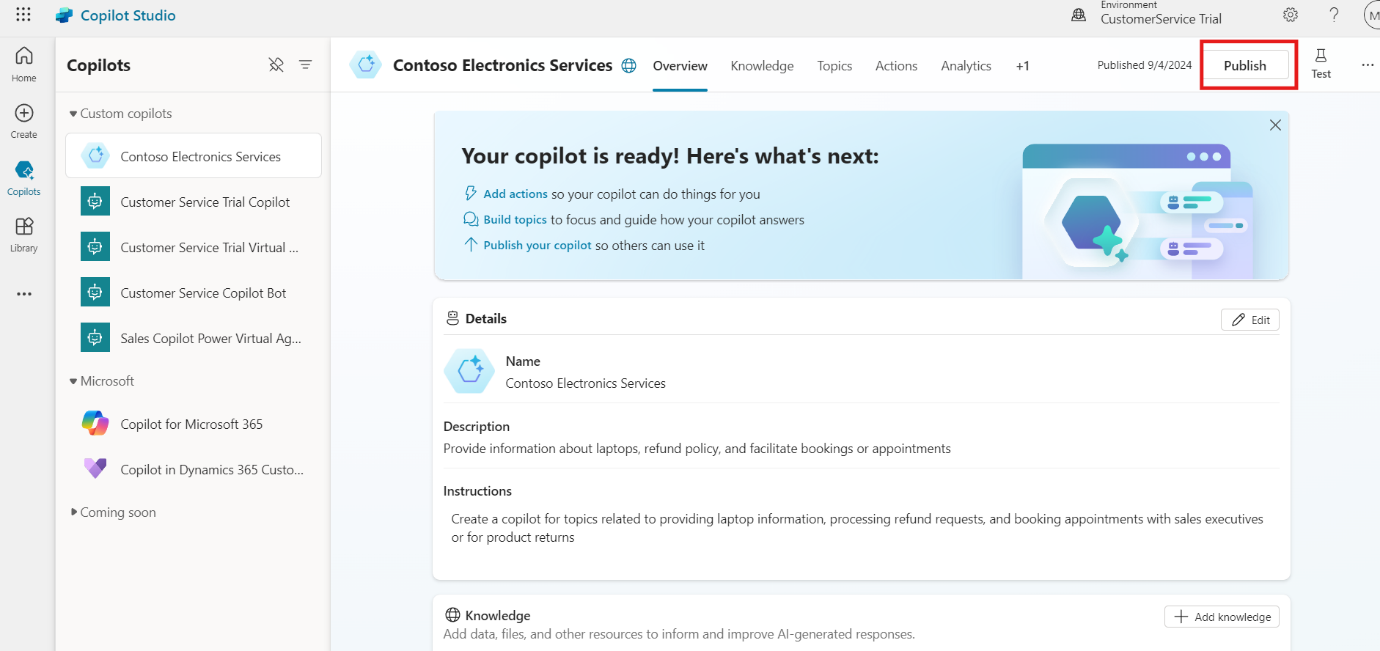 Copilot Studio
Environment
CustomerService Trial
?
M
Home
Create
Copilots
Library
Copilots
Custom copilots
Contoso Electronics Services
Customer Service Trial Copilot
Customer Service Trial Virtual ...
Customer Service Copilot Bot
Sales Copilot Power Virtual Ag...
Microsoft
Copilot for Microsoft 365
Copilot in Dynamics 365 Custo...
Coming soon
Contoso Electronics Services
Overview
Knowledge
Topics
Actions
Analytics
+1
Published 9/4/2024
Publish
Test
Your copilot is ready! Here's what's next:
Add actions so your copilot can do things for you
Build topics to focus and guide how your copilot answers
Publish your copilot so others can use it
Details
Edit
Name
Contoso Electronics Services
Description
Provide information about laptops, refund policy, and facilitate bookings or appointments
Instructions
Create a copilot for topics related to providing laptop information, processing refund requests, and booking appointments with sales executives
or for product returns
Knowledge
Add knowledge
Add data, files, and other resources to inform and improve AI-generated responses.